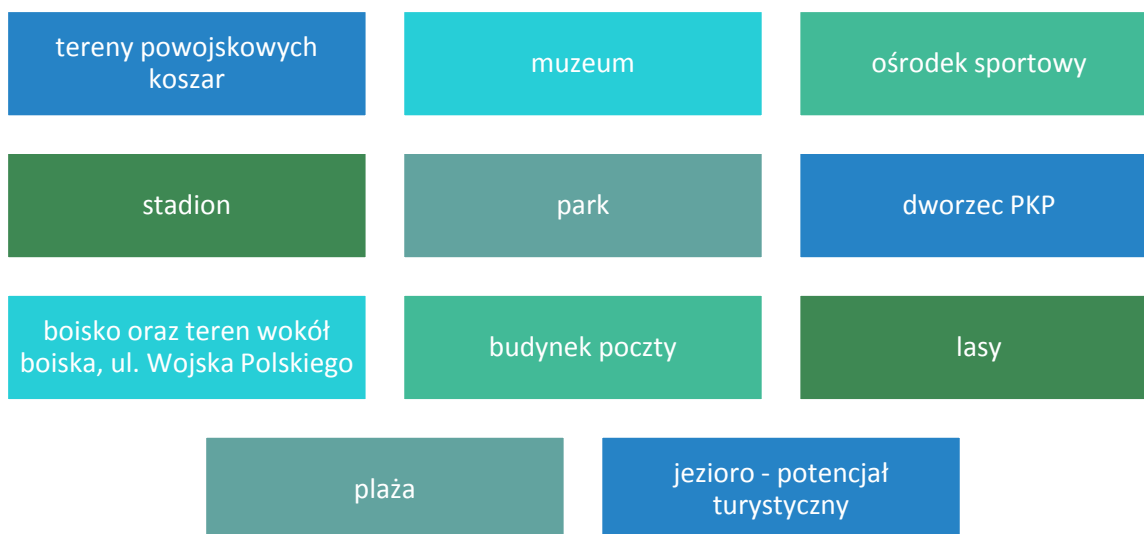 tereny powojskowych
koszar
muzeum
ośrodek sportowy
stadion
park
dworzec PKP
boisko oraz teren wokół
boiska, ul. Wojska Polskiego
budynek poczty
lasy
plaża
jezioro - potencjał
turystyczny